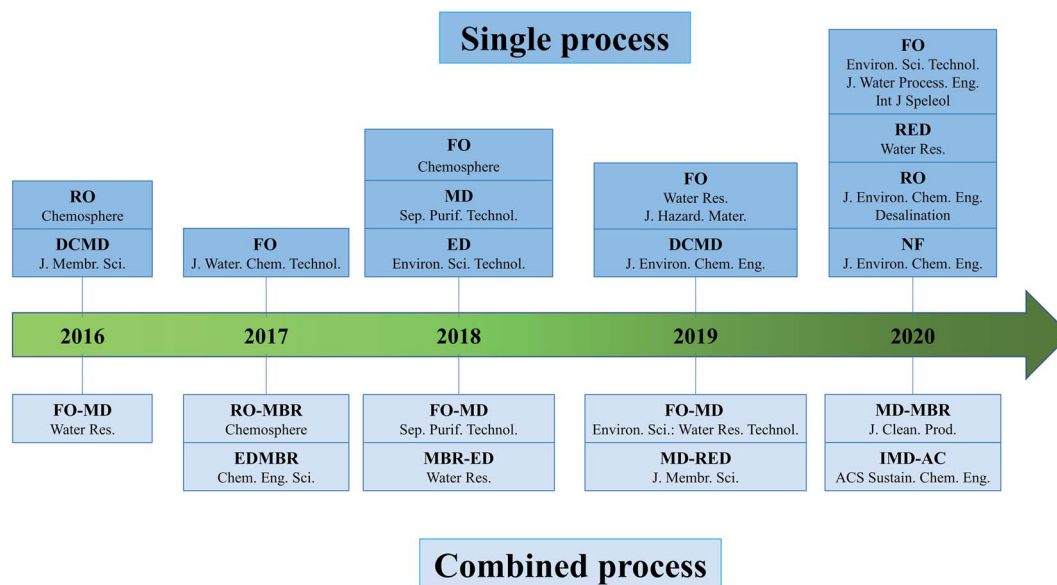 Single process
RO
Chemosphere
DCMD
J. Membr. Sci.
FO
J. Water. Chem. Technol.
FO
Chemosphere
MD
Sep. Purif. Technol.
ED
Environ. Sci. Technol.
FO
Water Res.
J. Hazard. Mater.
DCMD
J. Environ. Chem. Eng.
FO
Environ. Sci. Technol.
J. Water Process. Eng.
Int J Speleol
RED
Water Res.
RO
J. Environ. Chem. Eng.
Desalination
NF
J. Environ. Chem. Eng.
2016
2017
2018
2019
2020
FO-MD
Water Res.
RO-MBR
Chemosphere
EDMBR
Chem. Eng. Sci.
FO-MD
Sep. Purif. Technol.
MBR-ED
Water Res.
FO-MD
Environ. Sci.: Water Res. Technol.
MD-RED
J. Membr. Sci.
MD-MBR
J. Clean. Prod.
IMD-AC
ACS Sustain. Chem. Eng.
Combined process